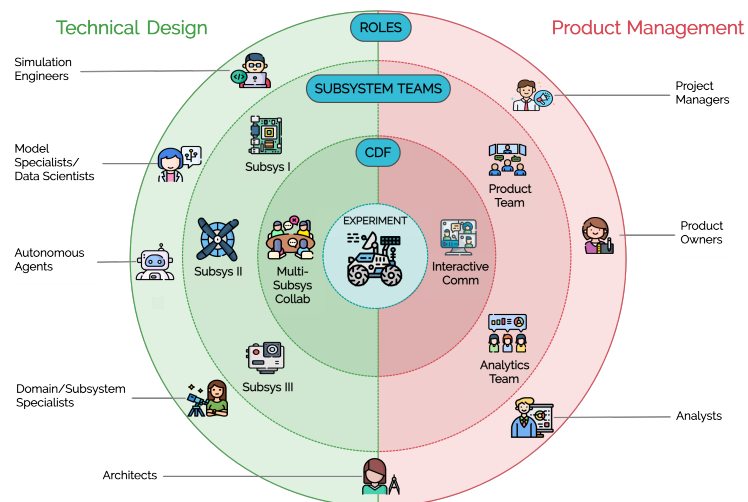 Technical Design
ROLES
Product Management
Simulation
Engineers
SUBSYSTEM TEAMS
Project
Managers
Model
Specialists/
Data Scientists
Subsys I
CDF
Product
Team
EXPERIMENT
Product
Owners
Autonomous
Agents
Subsys II
Multi-
Subsys
Collab
Interactive
Comm
Analytics
Team
Subsys III
Domain/Subsystem
Specialists
Analysts
Architects